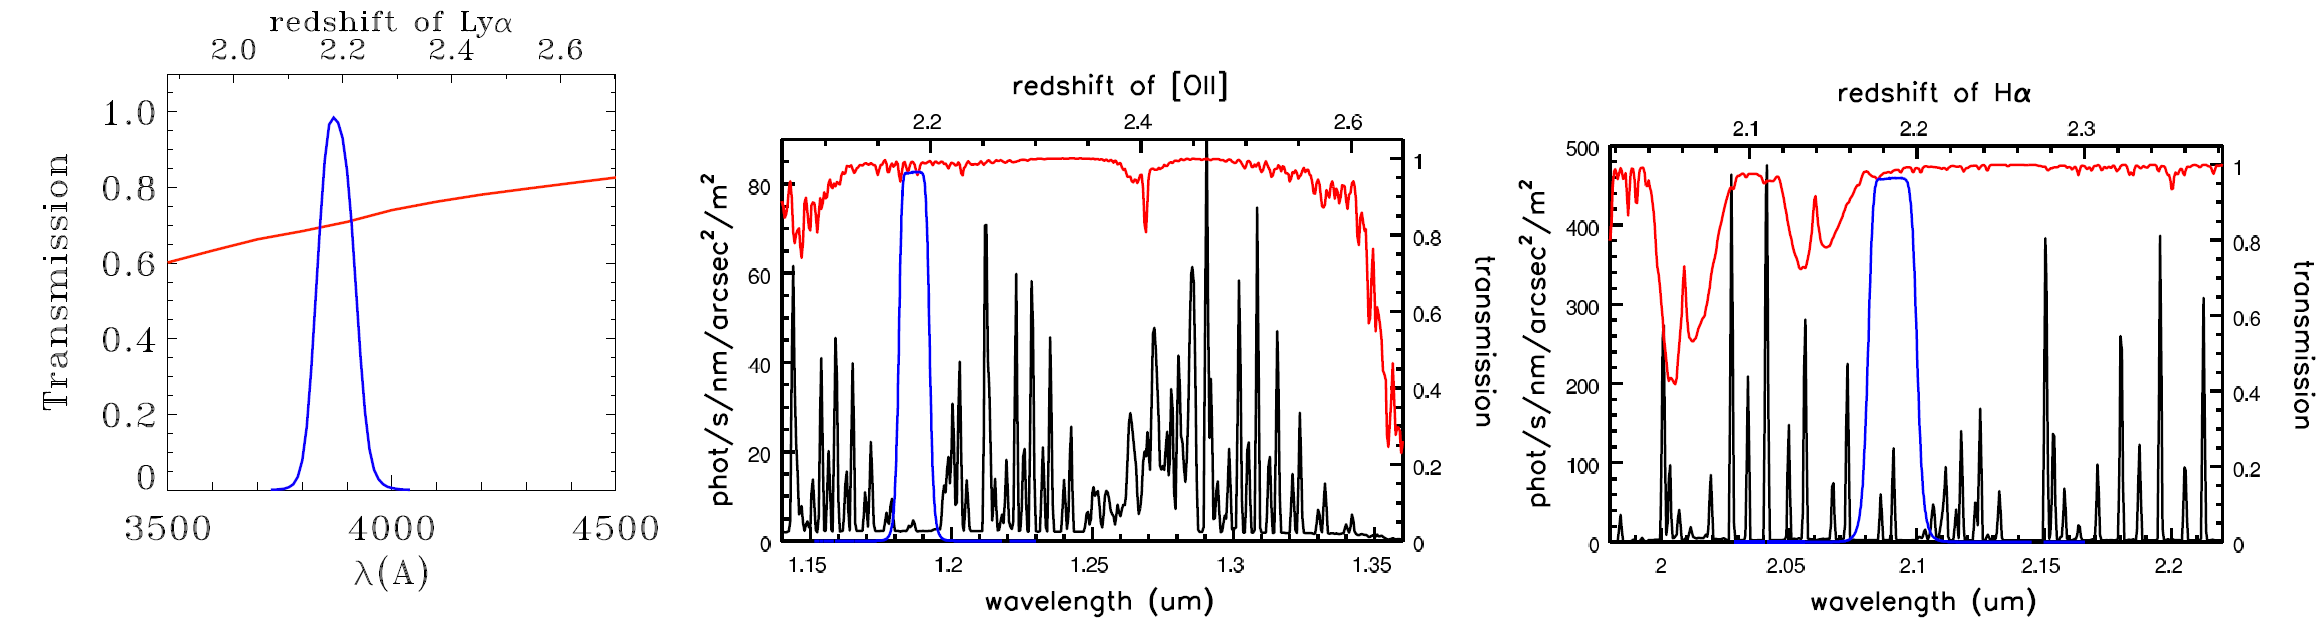 redshift of Lyα
2.0 2.2 2.4 2.6
Transmission
1.0
0.8
0.6
0.4
0.2
0
3500 4000 4500
λ(A)
redshift of [OII]
2.2 2.4 2.6
phot/s/nm/arcsec²/m²
80
60
40
20
0
1
0.8
0.6
0.4
0.2
0
transmission
1.15 1.2 1.25 1.3 1.35
wavelength (um)
redshift of Hα
2.1 2.2 2.3
phot/s/nm/arcsec²/m²
500
400
300
200
100
0
1
0.8
0.6
0.4
0.2
0
transmission
2 2.05 2.1 2.15 2.2
wavelength (um)